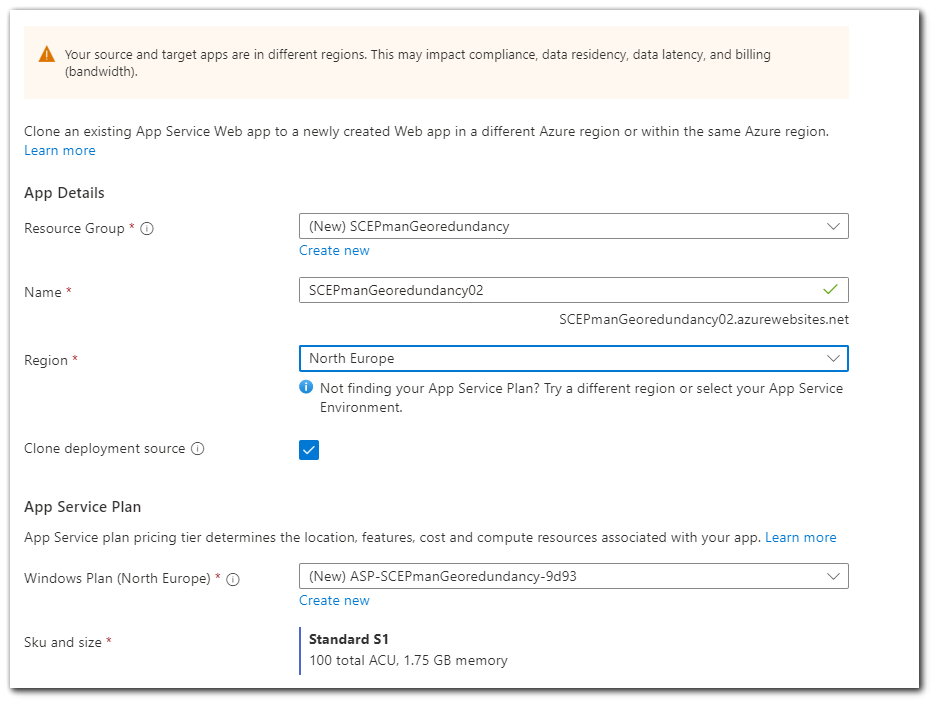 Your source and target apps are in different regions. This may impact compliance, data residency, data latency, and billing
(bandwidth).
Clone an existing App Service Web app to a newly created Web app in a different Azure region or within the same Azure region.
Learn more
App Details
Resource Group *
(New) SCEPmanGeoredundancy
Create new
Name *
SCEPmanGeoredundancy02
SCEPmanGeoredundancy02.azurewebsites.net
Region *
North Europe
Not finding your App Service Plan? Try a different region or select your App Service
Environment.
Clone deployment source
App Service Plan
App Service plan pricing tier determines the location, features, cost and compute resources associated with your app. Learn more
Windows Plan (North Europe) *
(New) ASP-SCEPmanGeoredundancy-9d93
Create new
Sku and size *
Standard S1
100 total ACU, 1.75 GB memory